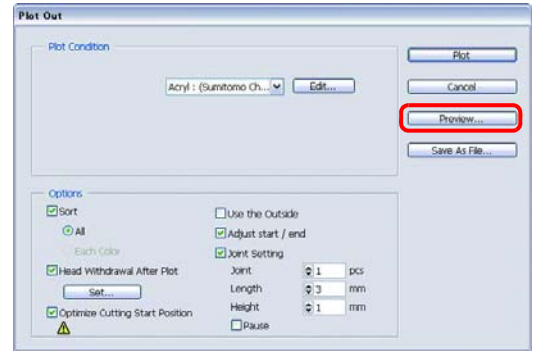 Plot Out
Plot Condition
Acryl : (Sumitomo Ch...
Edit...
Plot
Cancel
Preview...
Save As File...
Options
Sort
All
Each Color
Head Withdrawal After Plot
Set...
Optimize Cutting Start Position
Use the Outside
Adjust start / end
Joint Setting
Joint 1 pcs
Length 3 mm
Height 1 mm
Pause